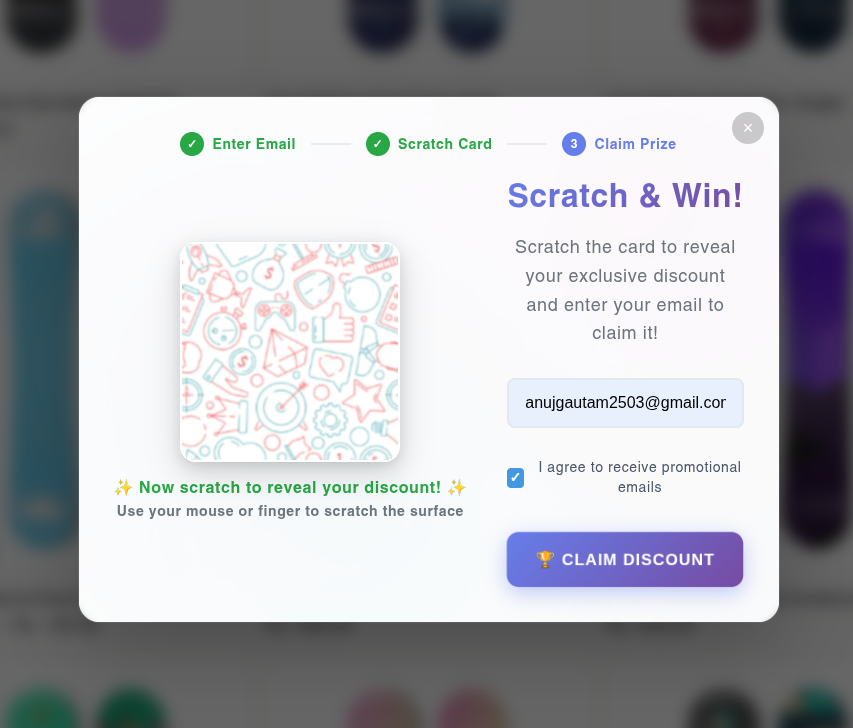 ✓ Enter Email ✓ Scratch Card 3 Claim Prize
×
Scratch & Win!
Scratch the card to reveal
your exclusive discount
and enter your email to
claim it!
anujgautam2503@gmail.cor
✨ Now scratch to reveal your discount! ✨
Use your mouse or finger to scratch the surface
I agree to receive promotional
emails
🏆 CLAIM DISCOUNT